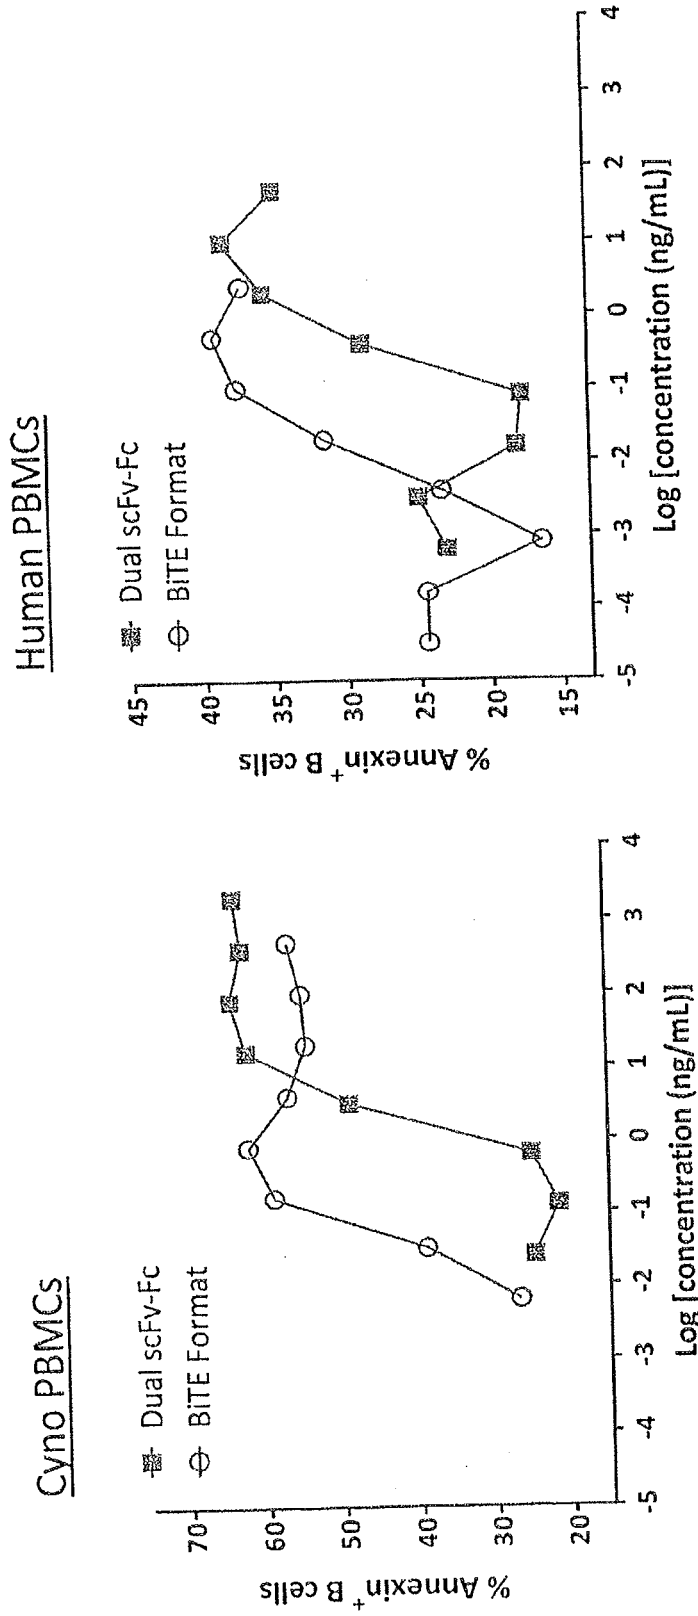 Cyno PBMCs
Dual scFv-Fc
BiTE Format
% Annexin+ B cells
70
60
50
40
30
20
-5 -4 -3 -2 -1 0 1 2 3 4
Log [concentration (ng/mL)]
Human PBMCs
Dual scFv-Fc
BiTE Format
% Annexin+ B cells
45
40
35
30
25
20
15
-5 -4 -3 -2 -1 0 1 2 3 4
Log [concentration (ng/mL)]